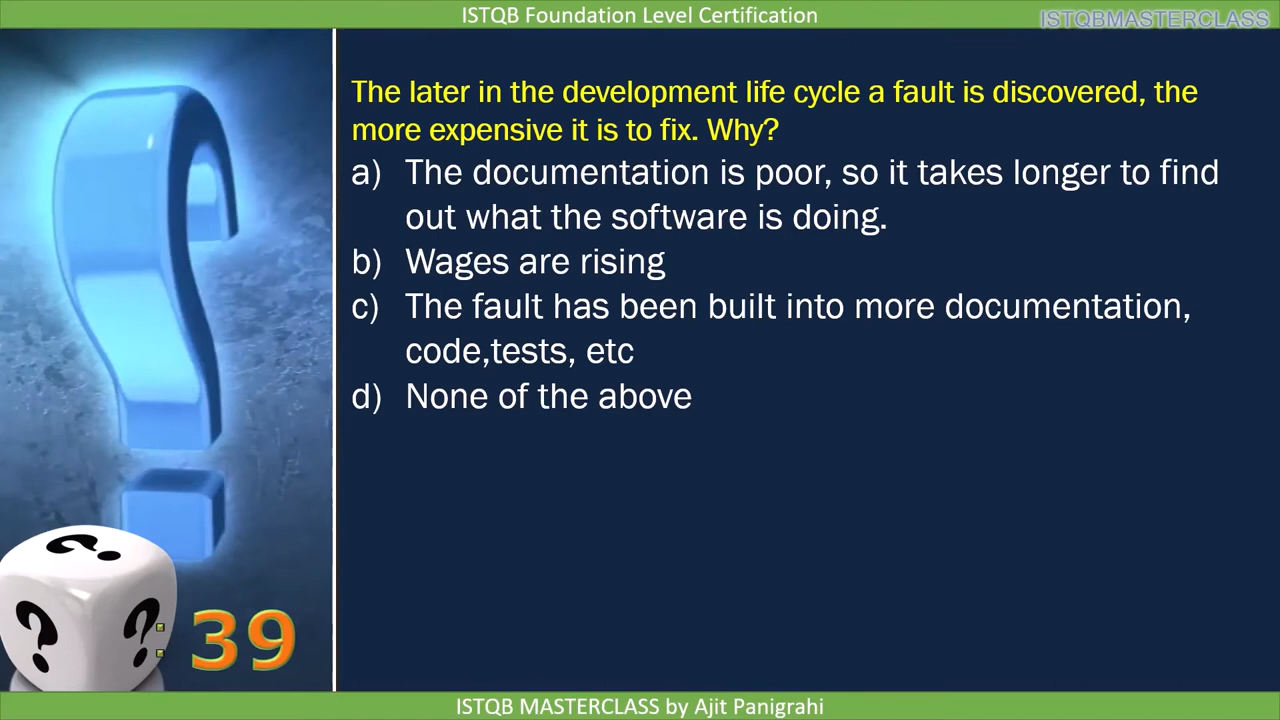 ISTQB Foundation Level Certification
ISTQBMASTERCLASS
The later in the development life cycle a fault is discovered, the
more expensive it is to fix. Why?
a) The documentation is poor, so it takes longer to find
out what the software is doing.
b) Wages are rising
c) The fault has been built into more documentation,
code,tests, etc
d) None of the above
: 39
ISTQB MASTERCLASS by Ajit Panigrahi